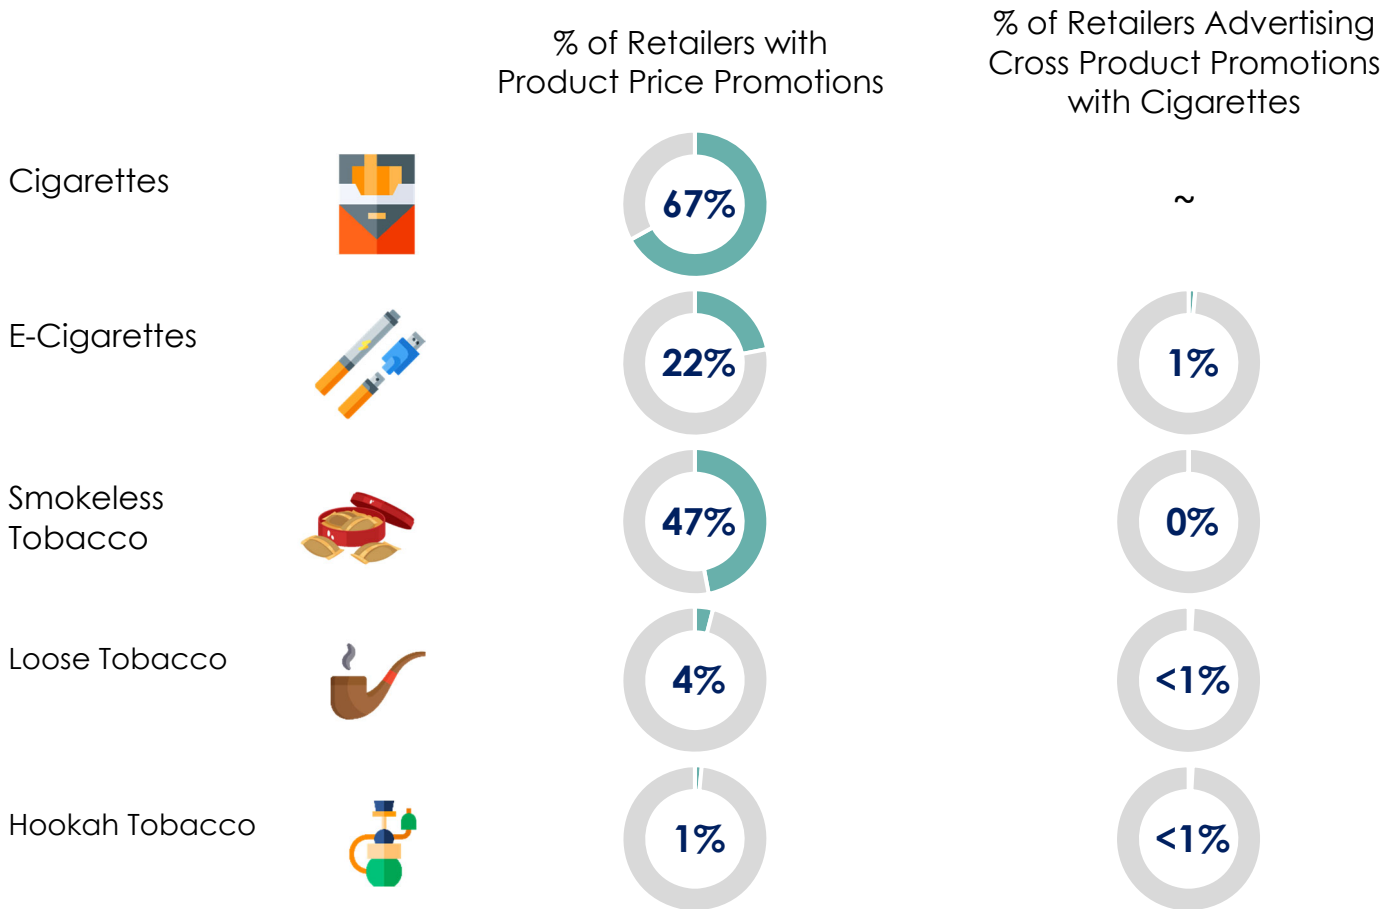 % of Retailers with
Product Price Promotions
% of Retailers Advertising
Cross Product Promotions
with Cigarettes
Cigarettes
67%
~
E-Cigarettes
22%
1%
Smokeless
Tobacco
47%
0%
Loose Tobacco
4%
<1%
Hookah Tobacco
1%
<1%